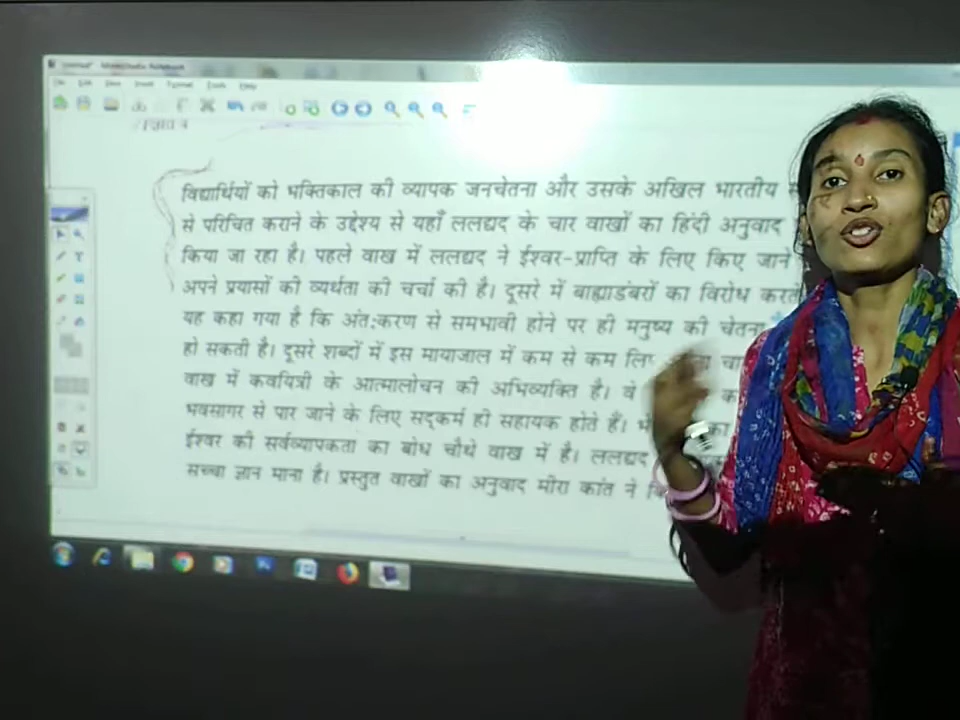 विद्यार्थियों को भक्तिकाल की व्यापक जनचेतना और उसके अखिल भारतीय
से परिचित कराने के उद्देश्य से यहाँ ललद्यद के चार वाखों का हिंदी अनुवाद
किया जा रहा है। पहले वाख में ललद्यद ने ईश्वर-प्राप्ति के लिए किए जाने
अपने प्रयासों की व्यर्थता की चर्चा की है। दूसरे में बाह्याडंबरों का विरोध करते
यह कहा गया है कि अंतःकरण से समभावी होने पर ही मनुष्य की चेतना
हो सकती है। दूसरे शब्दों में इस मायाजाल में कम से कम
वाख में कवयित्री के आत्मालोचन की अभिव्यक्ति है। वे
भवसागर से पार जाने के लिए सद्कर्म ही सहायक होते हैं।
ईश्वर की सर्वव्यापकता का बोध चौथे वाख में है। ललद्यद
सच्चा ज्ञान माना है। प्रस्तुत वाखों का अनुवाद मीरा कांत ने